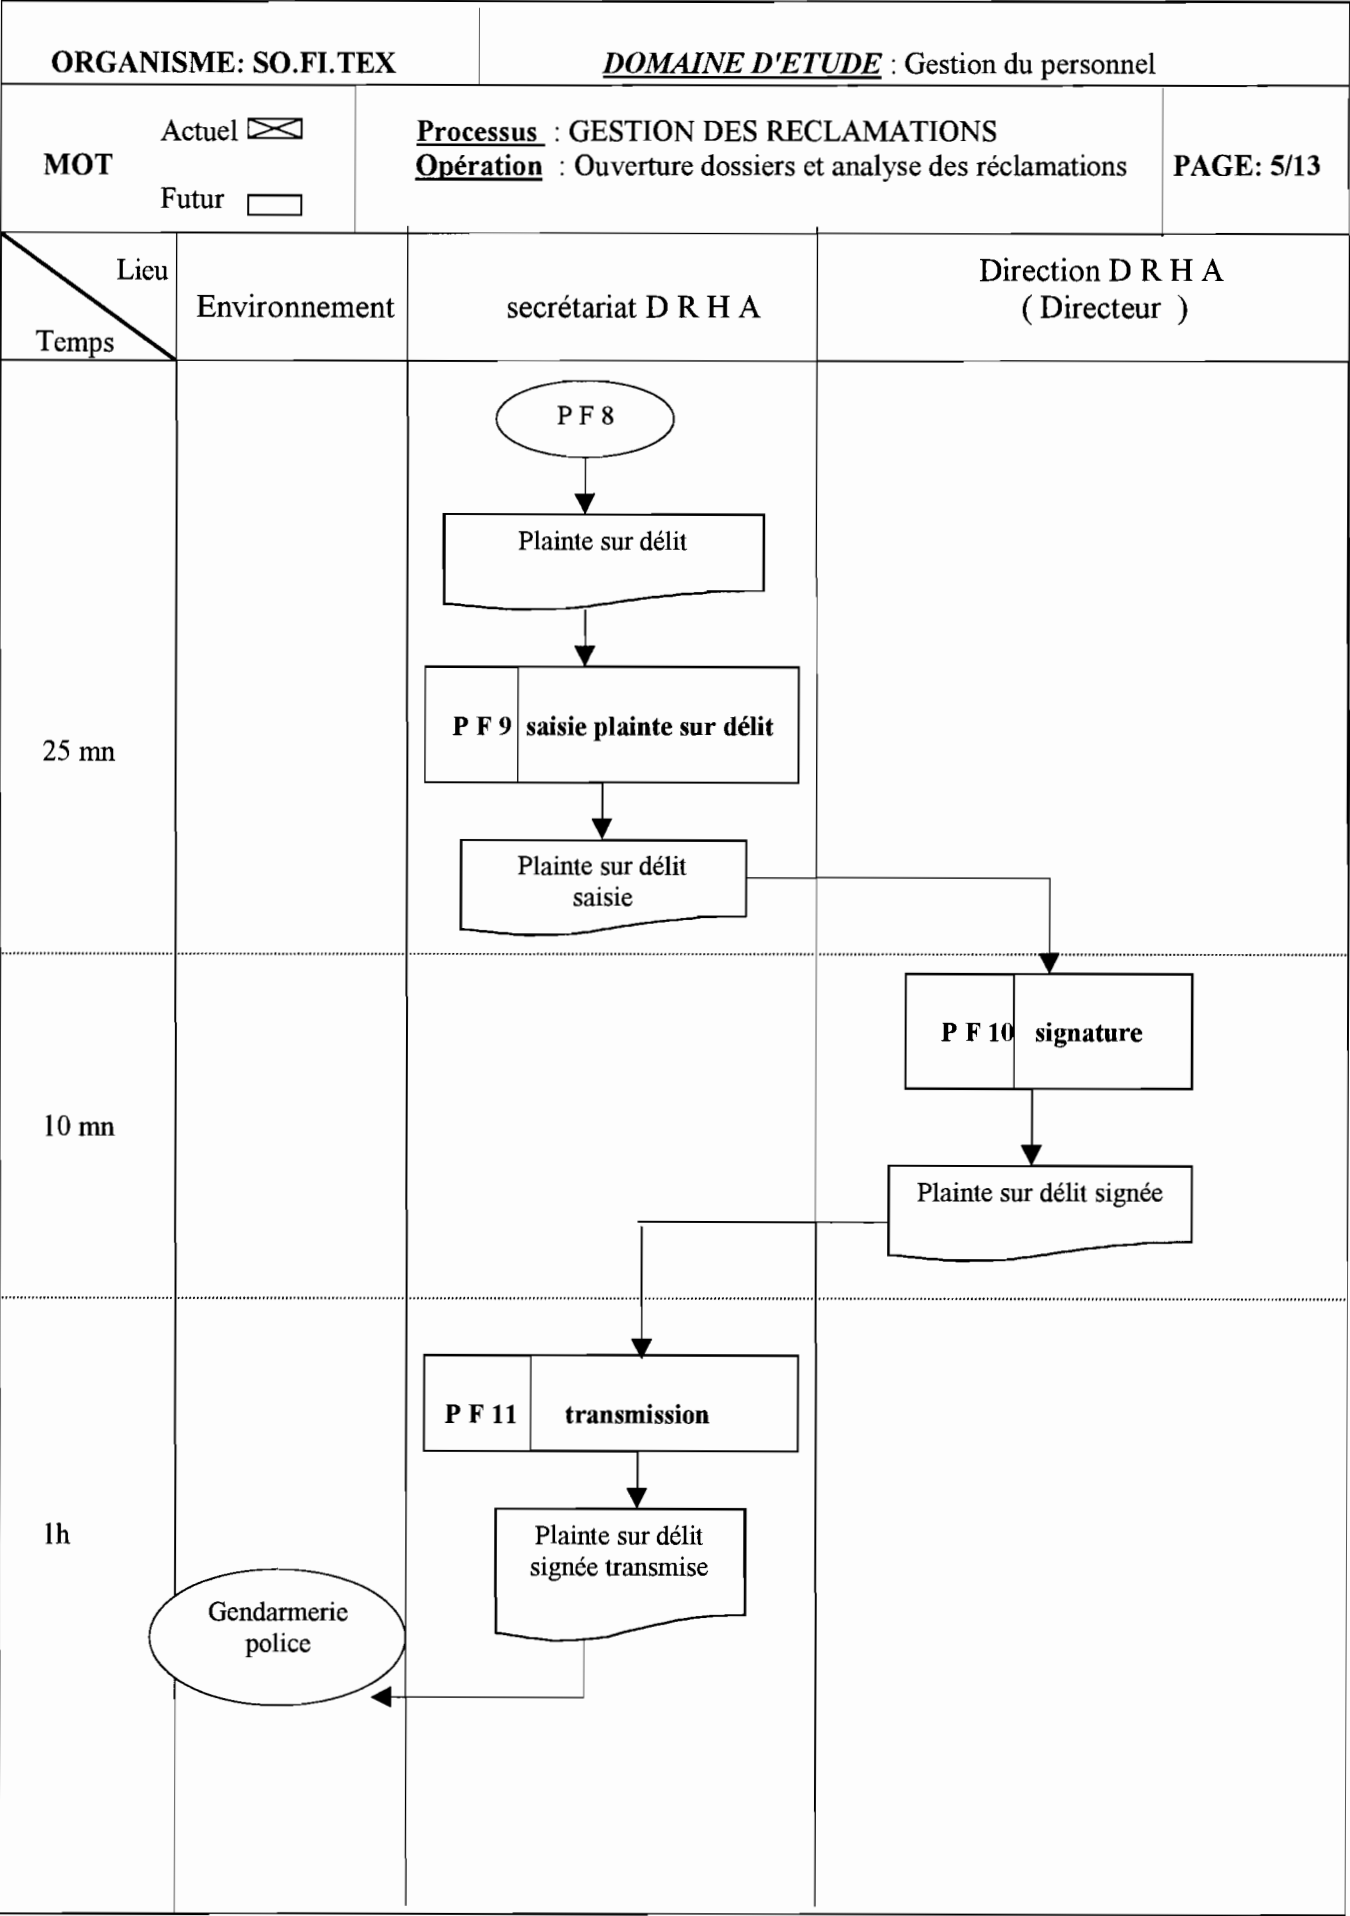 ORGANISME: SO.FI.TEX
DOMAINE D'ETUDE : Gestion du personnel
MOT
Actuel
Futur
Processus : GESTION DES RECLAMATIONS
Opération : Ouverture dossiers et analyse des réclamations
PAGE: 5/13
Lieu
Temps
Environnement
secrétariat D R H A
Direction D R H A
( Directeur )
P F 8
Plainte sur délit
25 mn
P F 9 saisie plainte sur délit
Plainte sur délit
saisie
10 mn
P F 10 signature
Plainte sur délit signée
1h
P F 11 transmission
Plainte sur délit
signée transmise
Gendarmerie
police